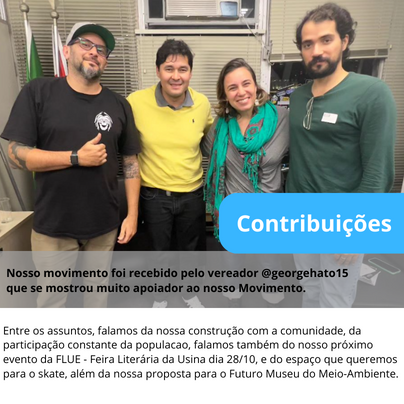 Contribuições
Nosso movimento foi recebido pelo vereador @georgehato15
que se mostrou muito apoiador ao nosso Movimento.
Entre os assuntos, falamos da nossa construção com a comunidade, da
participação constante da populacao, falamos também do nosso próximo
evento da FLUE - Feira Literária da Usina dia 28/10, e do espaço que queremos
para o skate, além da nossa proposta para o Futuro Museu do Meio-Ambiente.